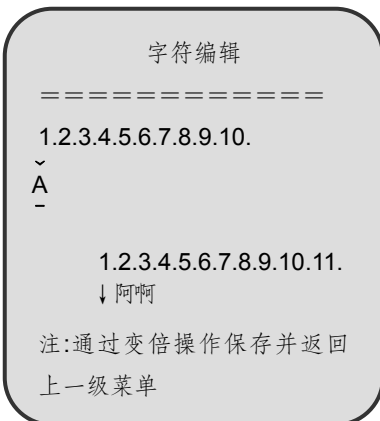 字符编辑
============
1.2.3.4.5.6.7.8.9.10.
ˇ
A
–
1.2.3.4.5.6.7.8.9.10.11.
↓阿啊
注:通过变倍操作保存并返回
上一级菜单